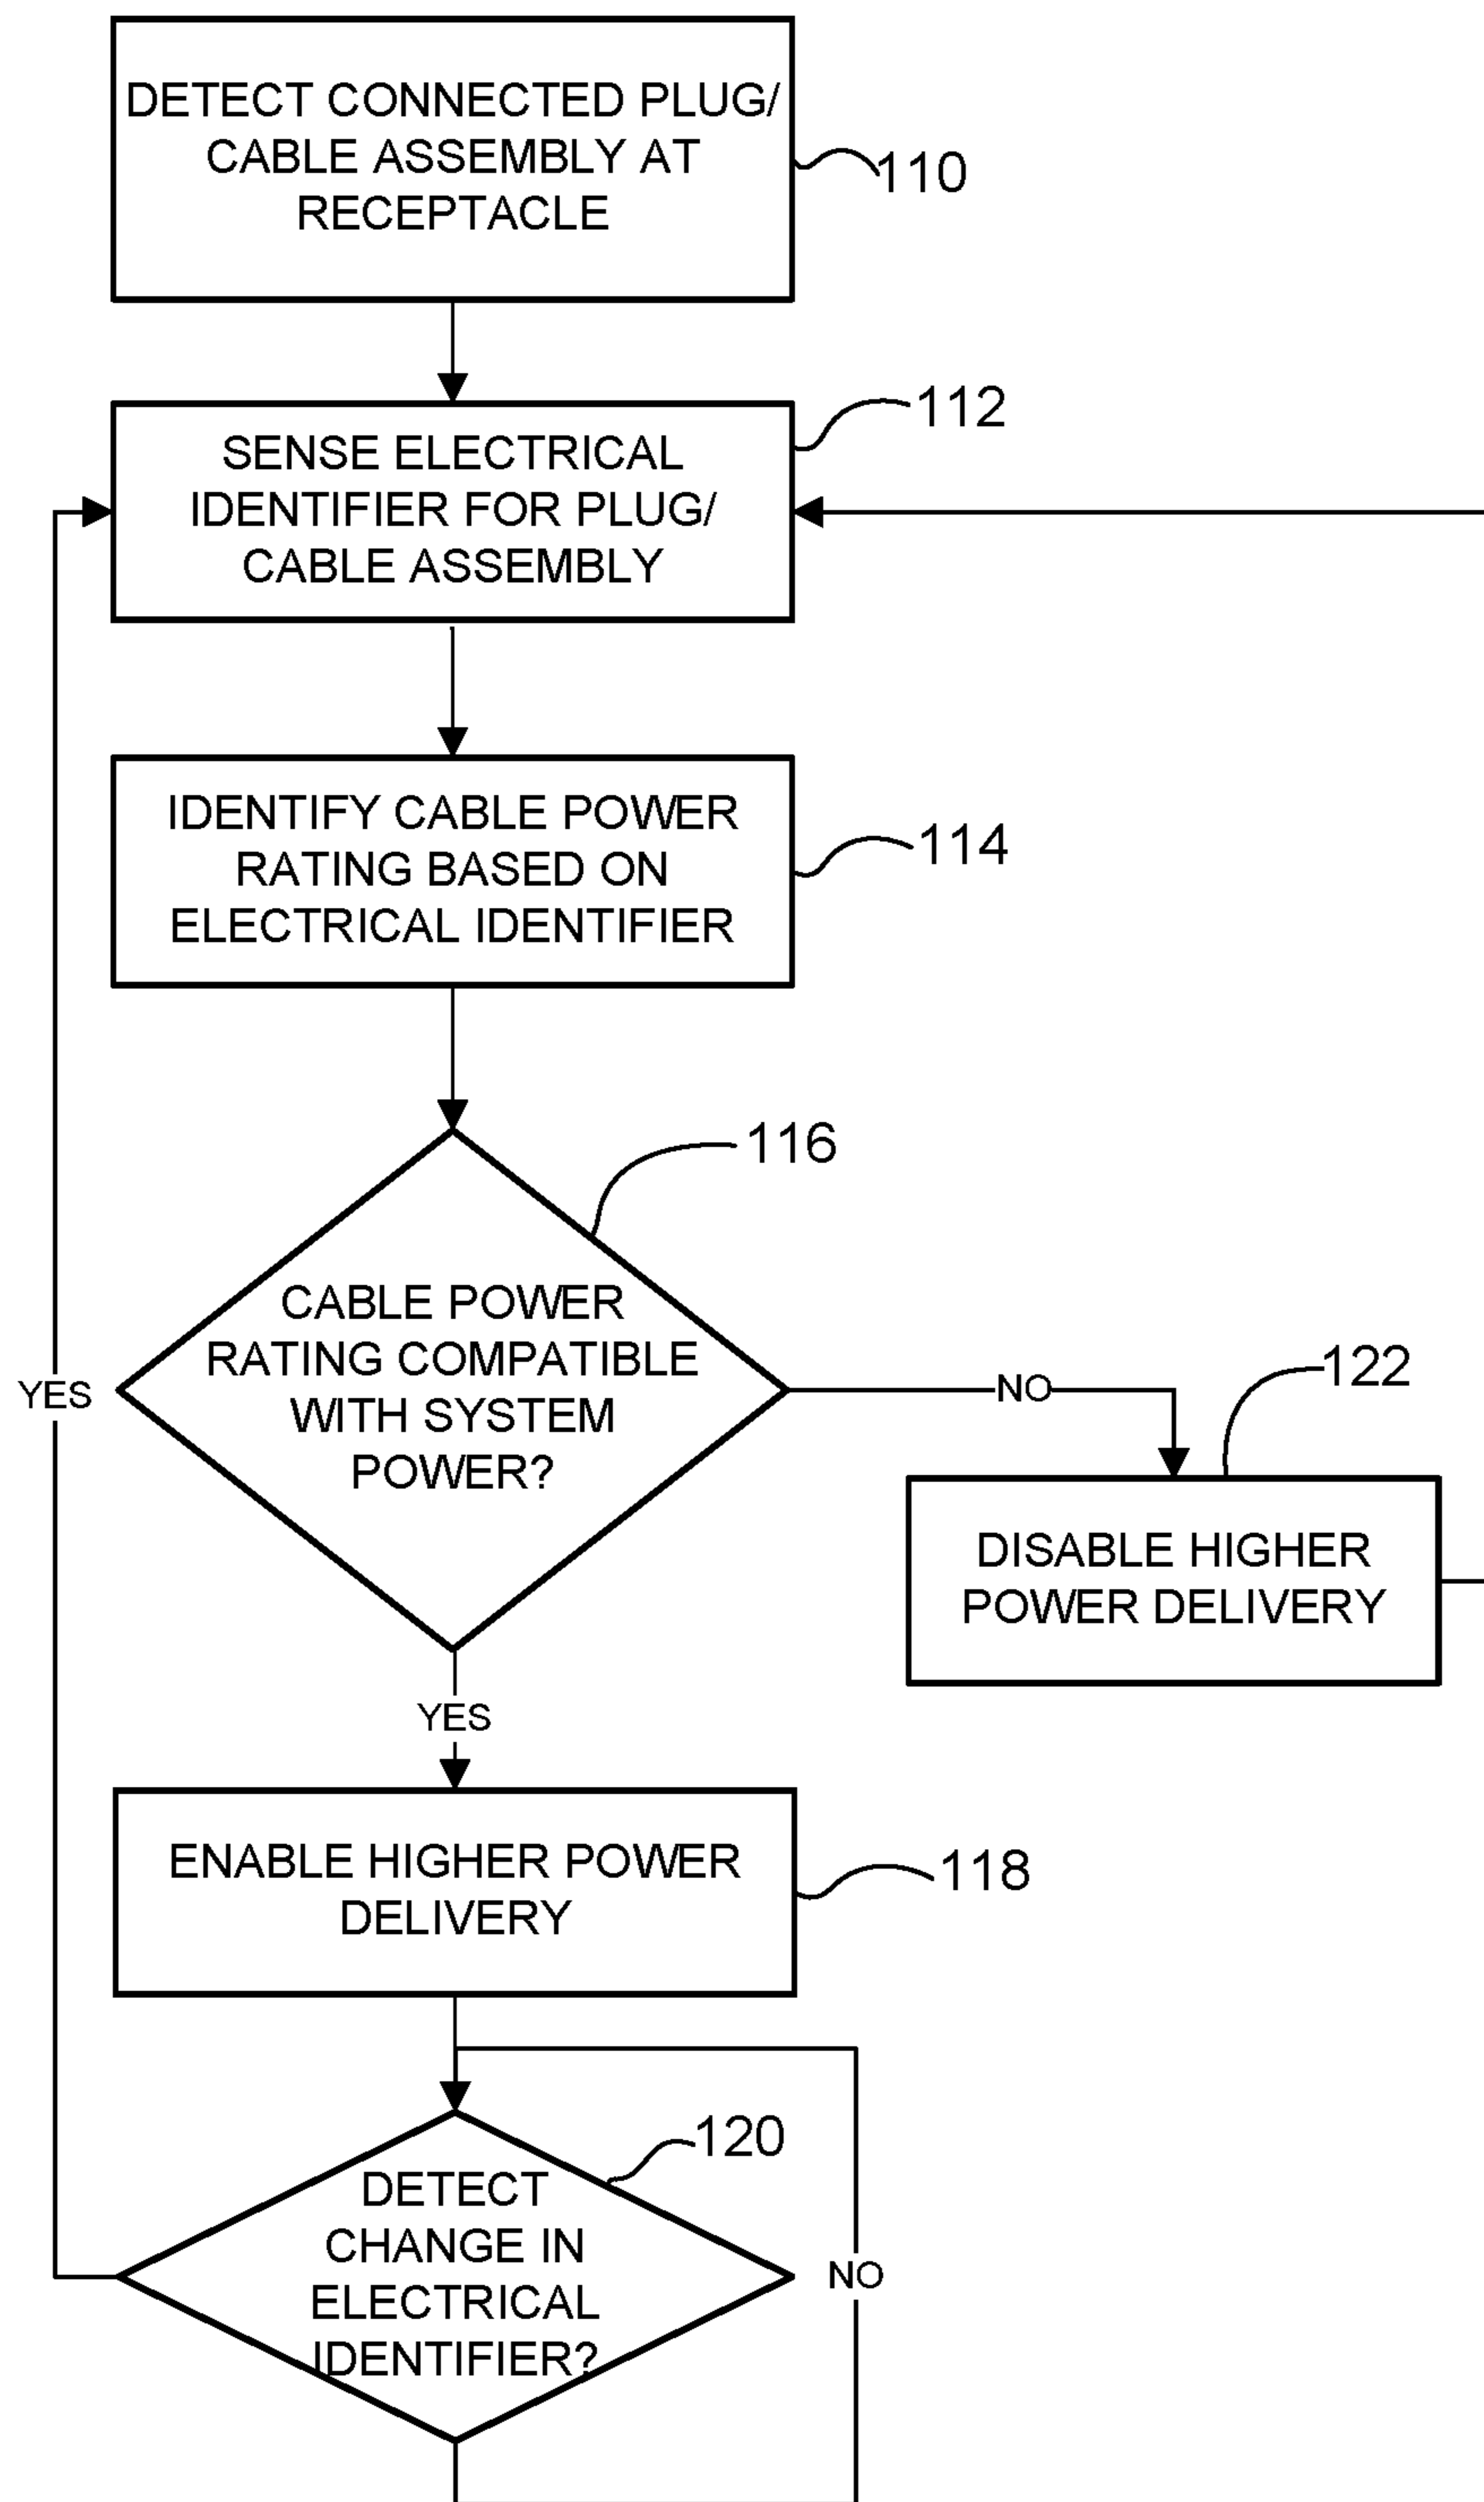 DETECT CONNECTED PLUG/
CABLE ASSEMBLY AT
RECEPTACLE
110
112
SENSE ELECTRICAL
IDENTIFIER FOR PLUG/
CABLE ASSEMBLY
IDENTIFY CABLE POWER
RATING BASED ON
ELECTRICAL IDENTIFIER
114
116
CABLE POWER
RATING COMPATIBLE
WITH SYSTEM
POWER?
YES
NO
122
DISABLE HIGHER
POWER DELIVERY
YES
ENABLE HIGHER POWER
DELIVERY
118
120
DETECT
CHANGE IN
ELECTRICAL
IDENTIFIER?
NO